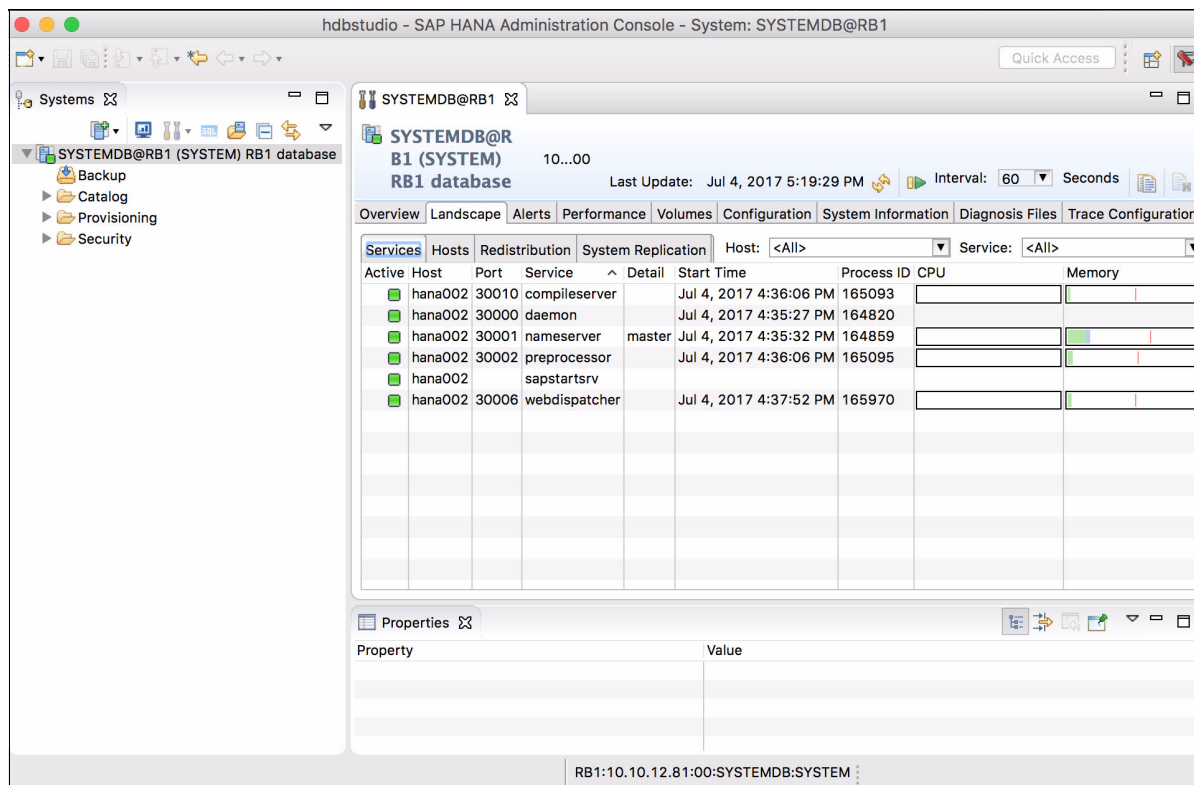 hdbstudio - SAP HANA Administration Console - System: SYSTEMDB@RB1
Quick Access
Systems
SQL
SYSTEMDB@RB1 (SYSTEM) RB1 database
Backup
Catalog
Provisioning
Security
SYSTEMDB@RB1
SYSTEMDB@R
B1 (SYSTEM) 10...00
RB1 database
Last Update: Jul 4, 2017 5:19:29 PM Interval: 60 Seconds
Overview Landscape Alerts Performance Volumes Configuration System Information Diagnosis Files Trace Configuration
Services Hosts Redistribution System Replication Host: <All> Service: <All>
Active Host Port Service Detail Start Time Process ID CPU Memory
hana002 30010 compileserver Jul 4, 2017 4:36:06 PM 165093
hana002 30000 daemon Jul 4, 2017 4:35:27 PM 164820
hana002 30001 nameserver master Jul 4, 2017 4:35:32 PM 164859
hana002 30002 preprocessor Jul 4, 2017 4:36:06 PM 165095
hana002 sapstartsrv
hana002 30006 webdispatcher Jul 4, 2017 4:37:52 PM 165970
Properties
Property Value
RB1:10.10.12.81:00:SYSTEMDB:SYSTEM